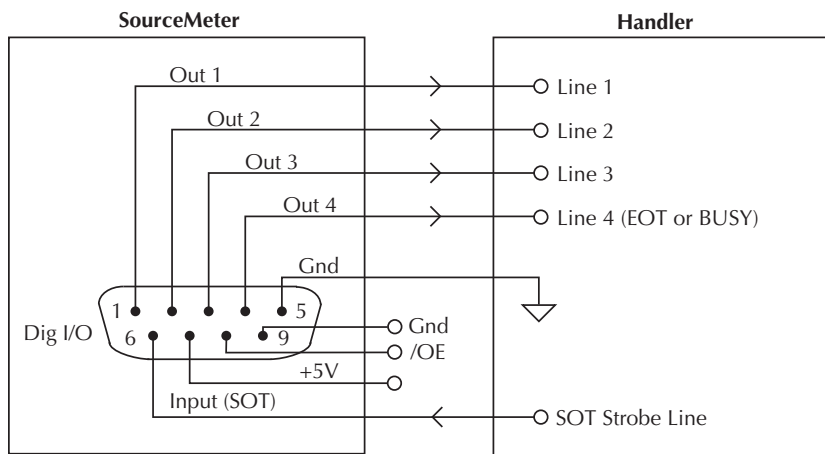 SourceMeter
Handler
Out 1
Line 1
Out 2
Line 2
Out 3
Line 3
Out 4
Line 4 (EOT or BUSY)
Gnd
1
5
Dig I/O
6
9
Gnd
/OE
+5V
Input (SOT)
SOT Strobe Line